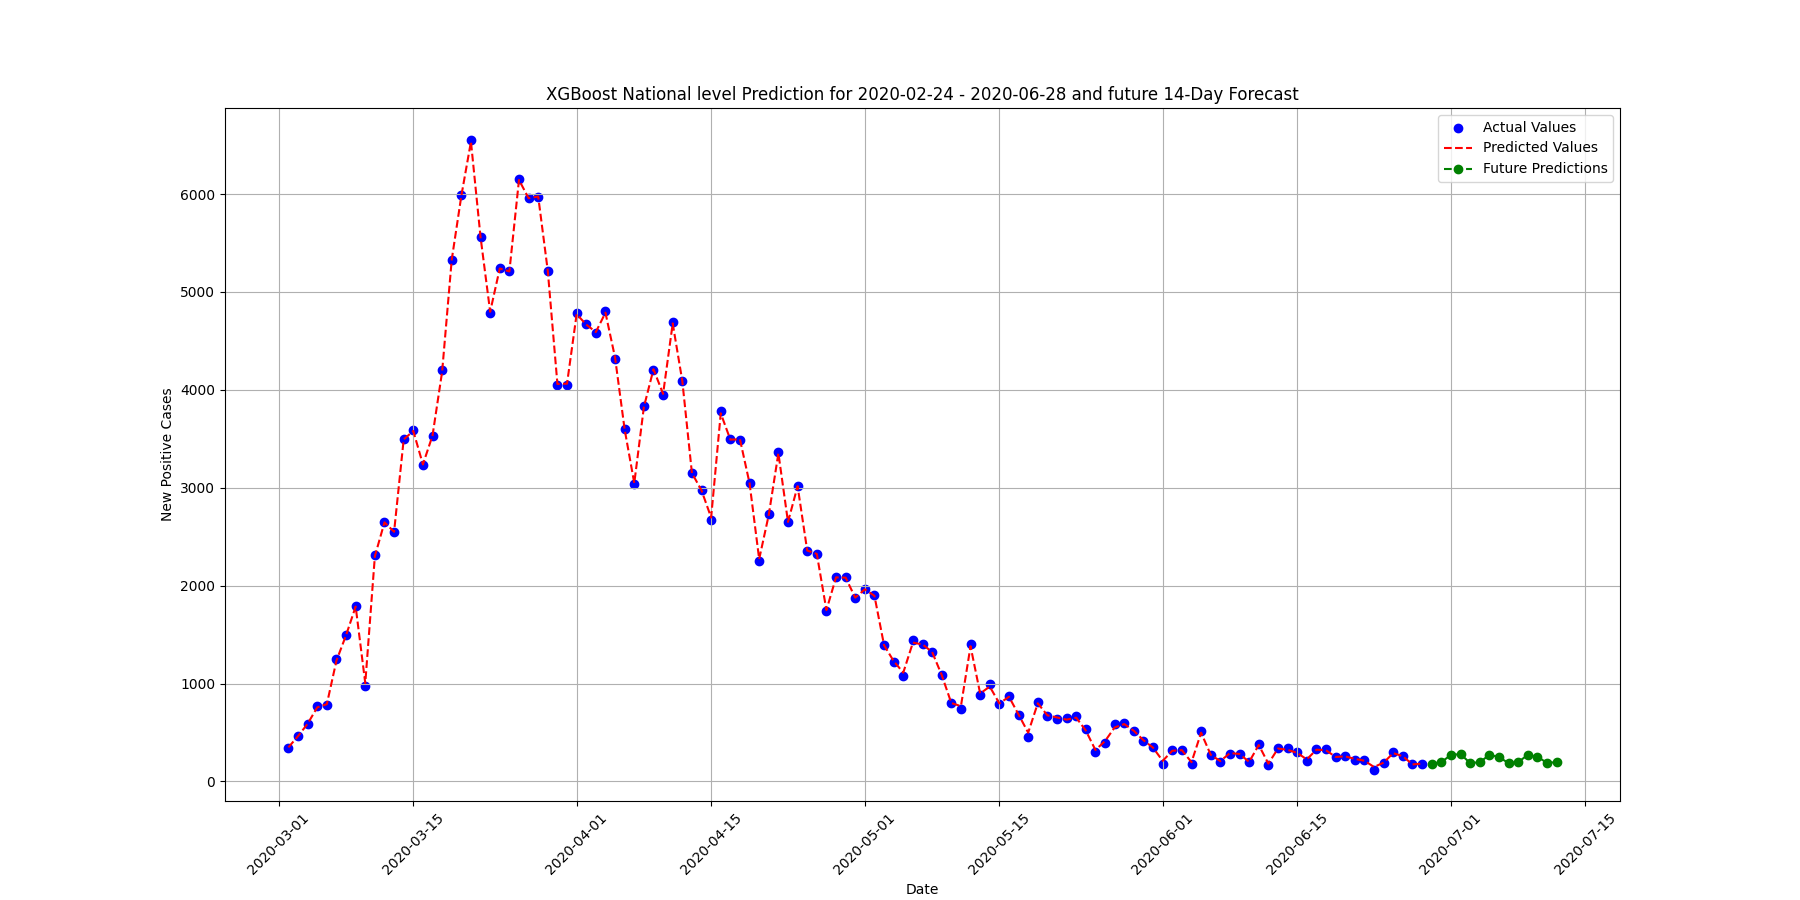 XGBoost National level Prediction for 2020-02-24 - 2020-06-28 and future 14-Day Forecast
Actual Values
Predicted Values
Future Predictions
New Positive Cases
6000
5000
4000
3000
2000
1000
0
2020-03-01
2020-03-15
2020-04-01
2020-04-15
2020-05-01
2020-05-15
2020-06-01
2020-06-15
2020-07-01
2020-07-15
Date